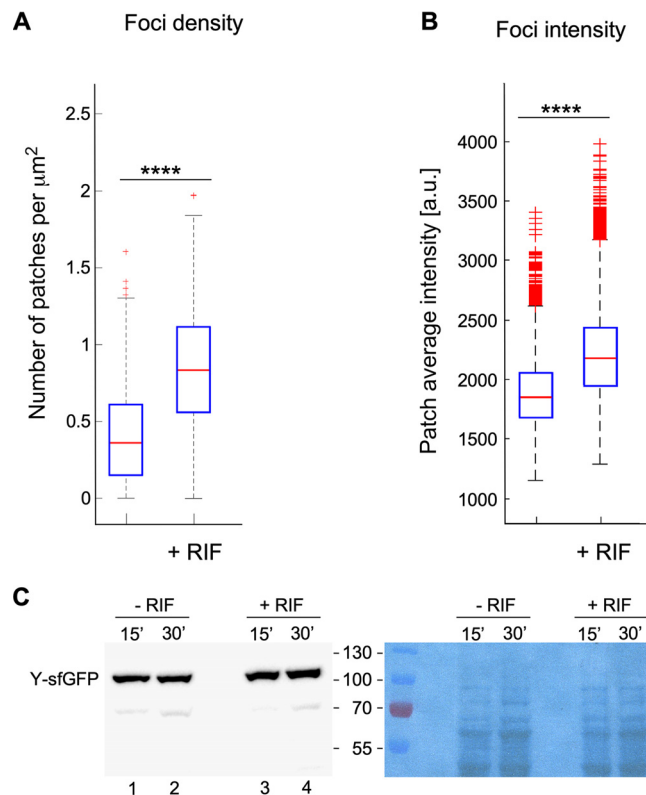 A
Foci density
Number of patches per μm²
2.5
2
1.5
1
0.5
0
****
+ RIF
B
Foci intensity
Patch average intensity [a.u.]
4000
3500
3000
2500
2000
1500
1000
****
+ RIF
C
- RIF
+ RIF
- RIF
+ RIF
15' 30'
15' 30'
15' 30'
15' 30'
Y-sfGFP
- 130 -
- 100 -
- 70 -
- 55 -
1 2 3 4